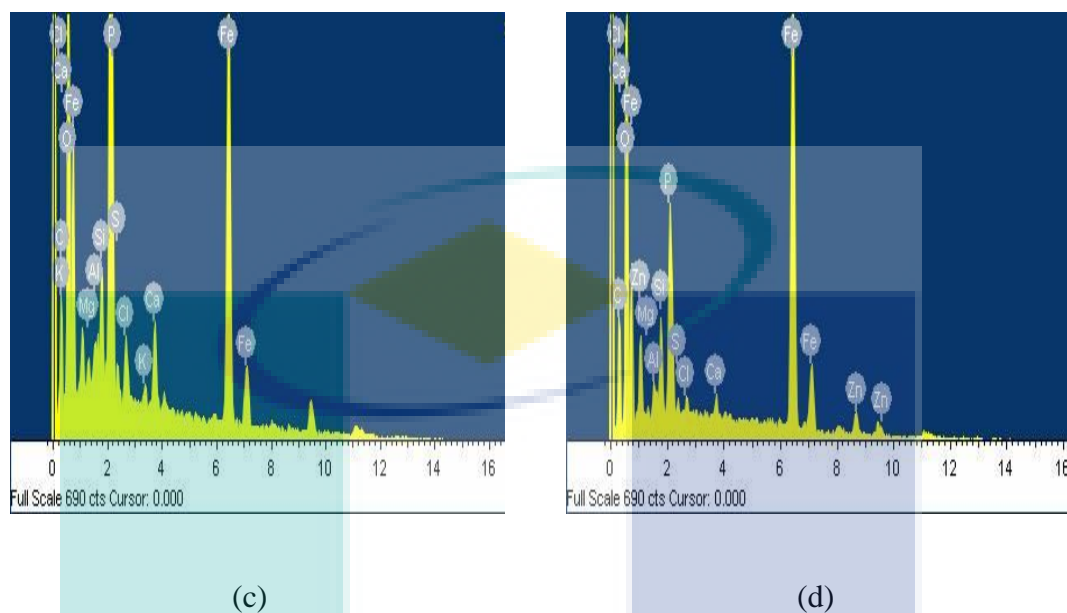 Cl
Ca
Fe
O
C
K
Mg
Al
Si
P
S
Cl
K
Ca
Fe
Fe
0 2 4 6 8 10 12 14 16
Full Scale 690 cts Cursor: 0.000
(c)
Cl
Ca
Fe
O
C
Zn
Mg
Al
Si
P
S
Cl
Ca
Fe
Fe
Zn
Zn
0 2 4 6 8 10 12 14 16
Full Scale 690 cts Cursor: 0.000
(d)